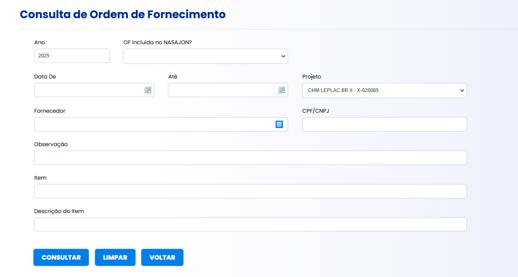 Consulta de Ordem de Fornecimento
Ano
OF incluída no NASAJON?
2025
Data De
Até
Projeto
CHM LEPLAC BR II - X-020085
Fornecedor
CPF/CNPJ
Observação
Item
Descrição do Item
CONSULTAR
LIMPAR
VOLTAR